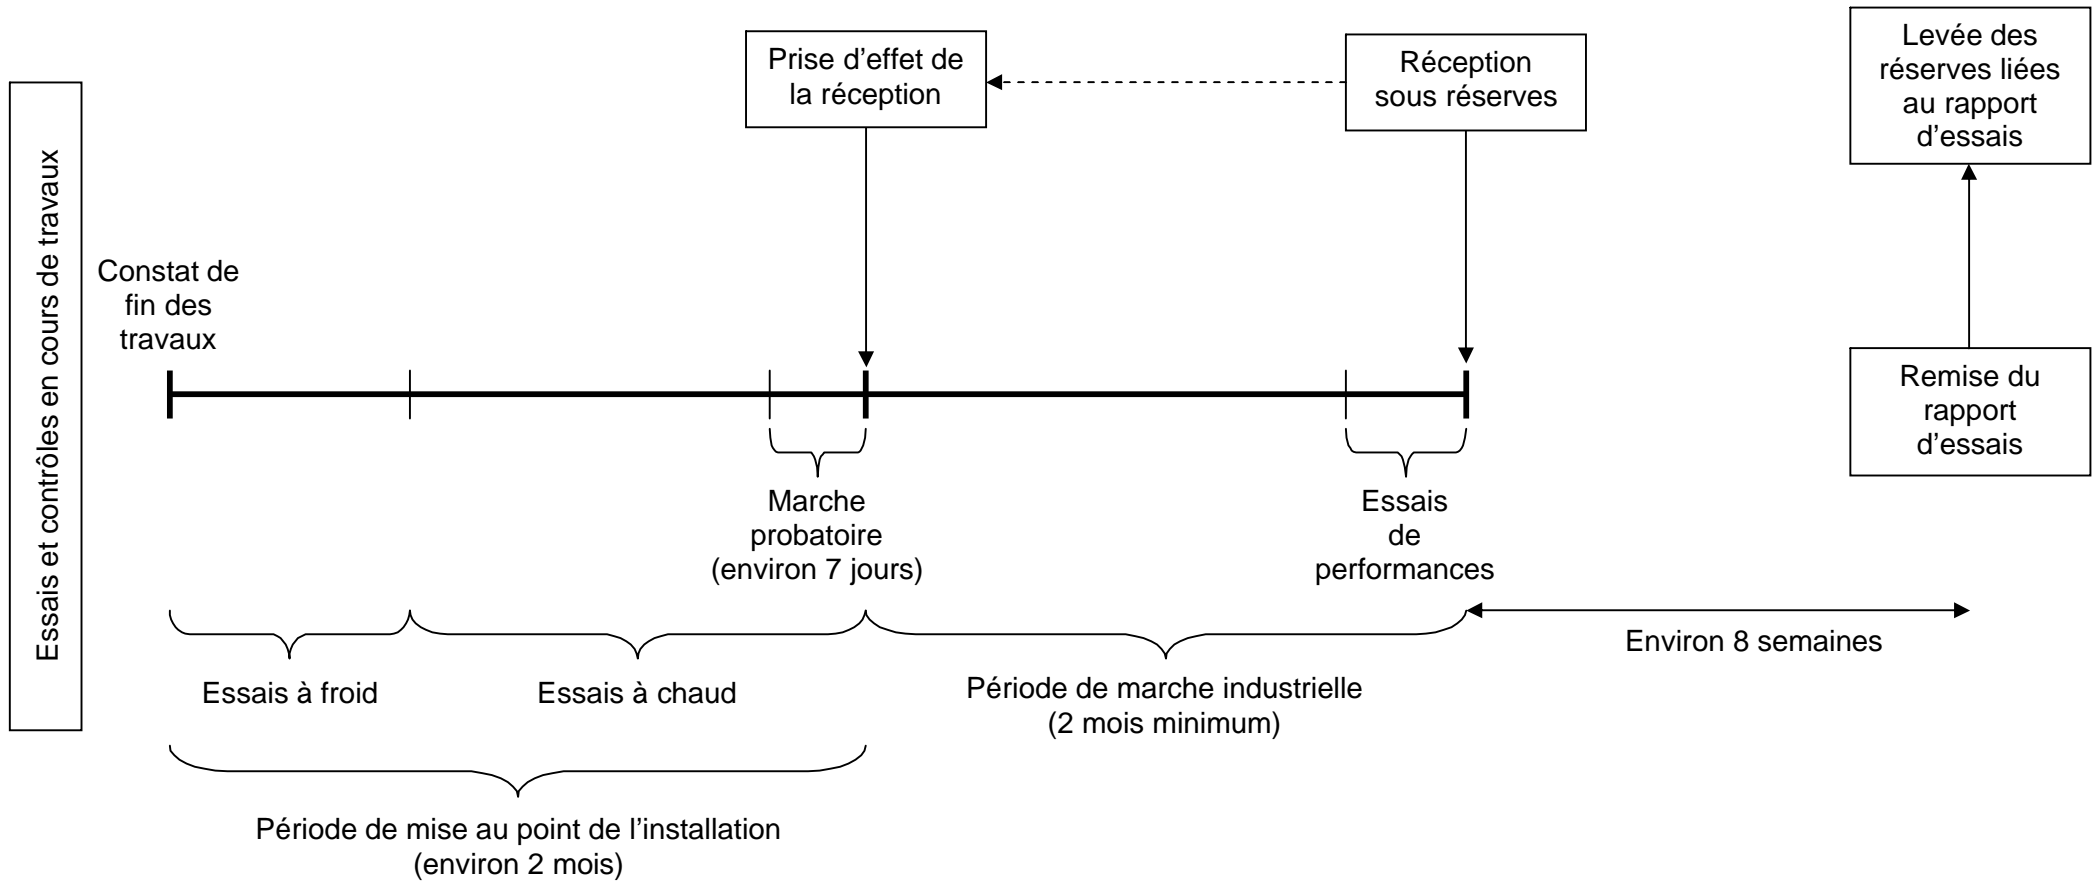 Essais et contrôles en cours de travaux
Constat de
fin des
travaux
Prise d’effet de
la réception
Réception
sous réserves
Levée des
réserves liées
au rapport
d’essais
Remise du
rapport
d’essais
Marche
probatoire
(environ 7 jours)
Essais
de
performances
Environ 8 semaines
Essais à froid
Essais à chaud
Période de marche industrielle
(2 mois minimum)
Période de mise au point de l’installation
(environ 2 mois)